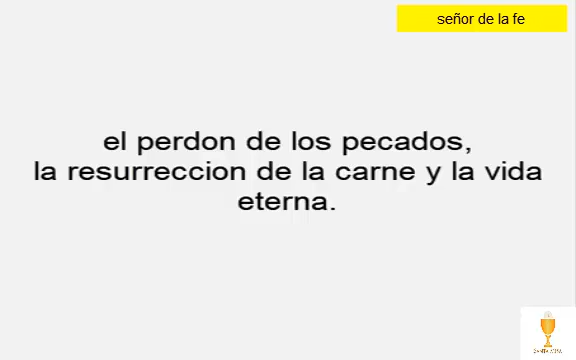 señor de la fe
el perdon de los pecados,
la resurreccion de la carne y la vida
eterna.